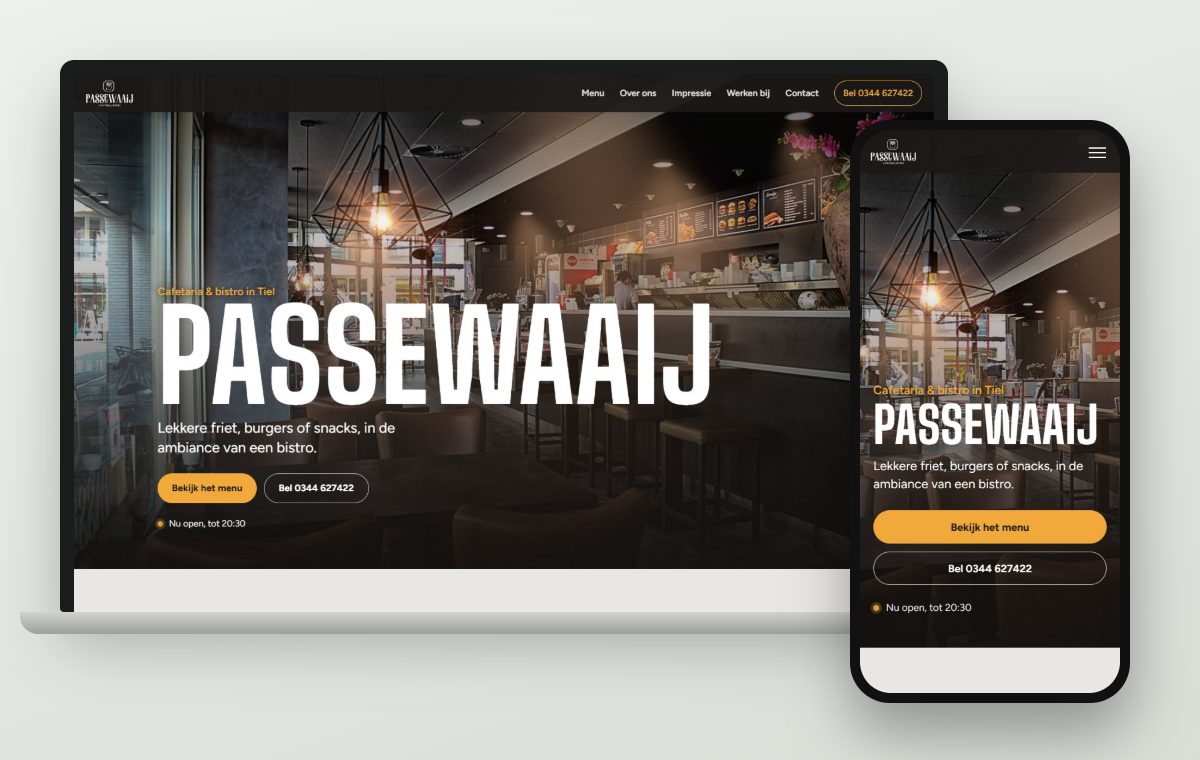 PASSEWAAIJ
Menu Over ons Impressie Werken bij Contact Bel 0344 627422
Cafetaria & bistro in Tiel
PASSEWAAIJ
Lekkere friet, burgers of snacks, in de
ambiance van een bistro.
Bekijk het menu Bel 0344 627422
Nu open, tot 20:30
PASSEWAAIJ
Cafetaria & bistro in Tiel
PASSEWAAIJ
Lekkere friet, burgers of snacks, in de
ambiance van een bistro.
Bekijk het menu
Bel 0344 627422
Nu open, tot 20:30